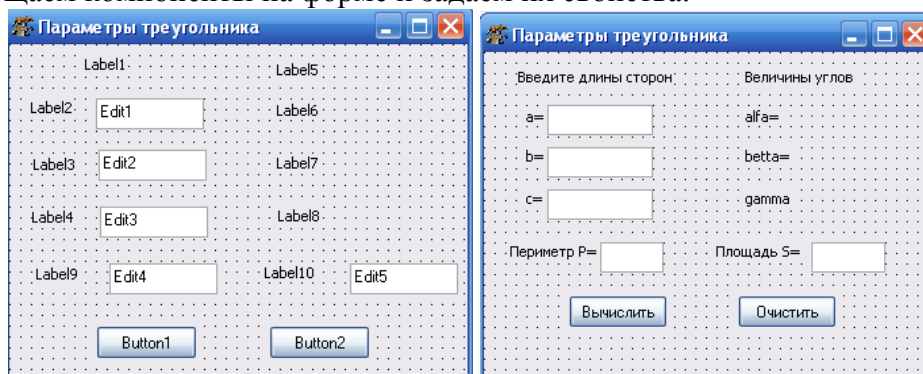 щаем компоненты на форме и задаем их свойства.
Параметры треугольника
Label1 Label5
Label2 Edit1 Label6
Label3 Edit2 Label7
Label4 Edit3 Label8
Label9 Edit4 Label10 Edit5
Button1 Button2
Параметры треугольника
Введите длины сторон Величины углов
a= alfa=
b= betta=
c= gamma
Периметр P= Площадь S=
Вычислить Очистить